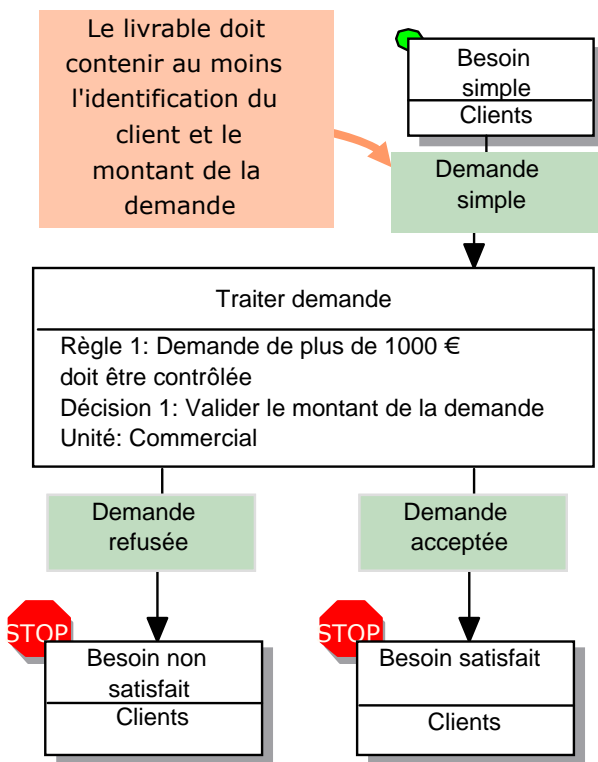 Le livrable doit
contenir au moins
l'identification du
client et le
montant de la
demande
Besoin
simple
Clients
Demande
simple
Traiter demande
Règle 1: Demande de plus de 1000 €
doit être contrôlée
Décision 1: Valider le montant de la demande
Unité: Commercial
Demande
refusée
Demande
acceptée
STOP
Besoin non
satisfait
Clients
STOP
Besoin satisfait
Clients